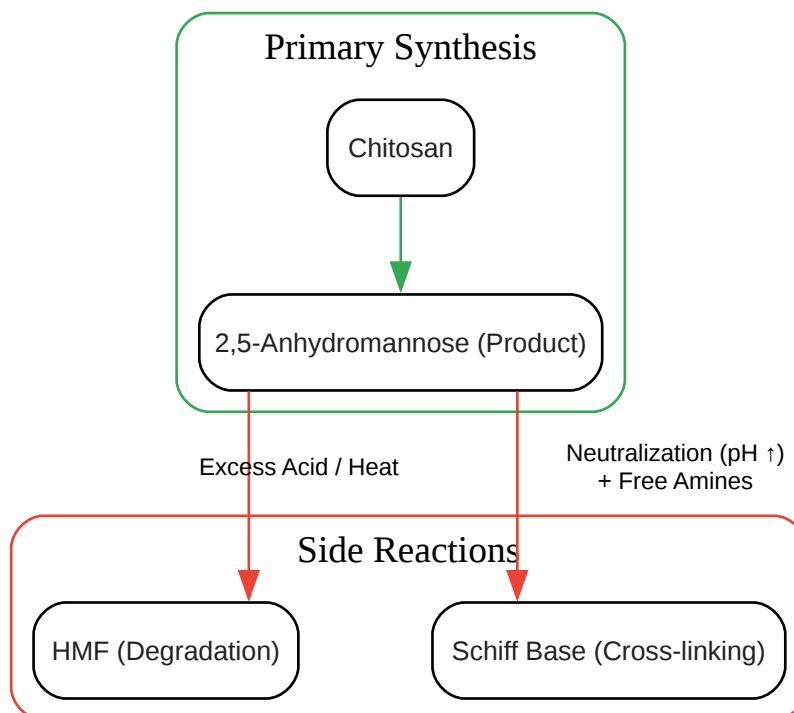 Primary Synthesis
Chitosan
2,5-Anhydromannose (Product)
Excess Acid / Heat
Neutralization (pH ↑)
+ Free Amines
Side Reactions
HMF (Degradation)
Schiff Base (Cross-linking)